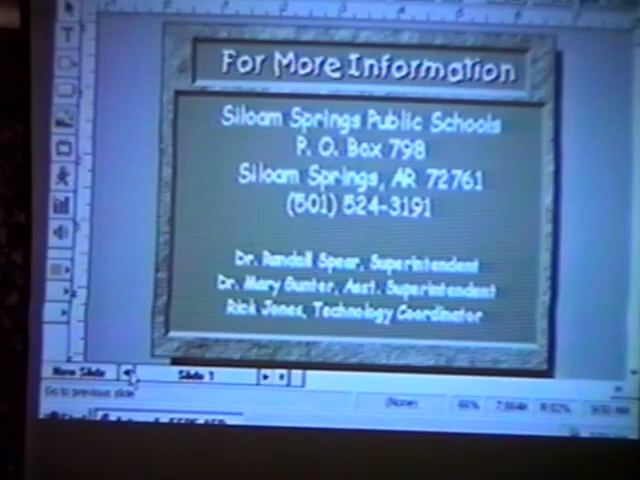 For More Information
Siloam Springs Public Schools
P. O. Box 798
Siloam Springs, AR 72761
(501) 524-3191
Dr. Randall Spear, Superintendent
Dr. Mary Gunter, Asst. Superintendent
Rick Jones, Technology Coordinator
New Slide
Slide 1
Go to previous slide
(None)